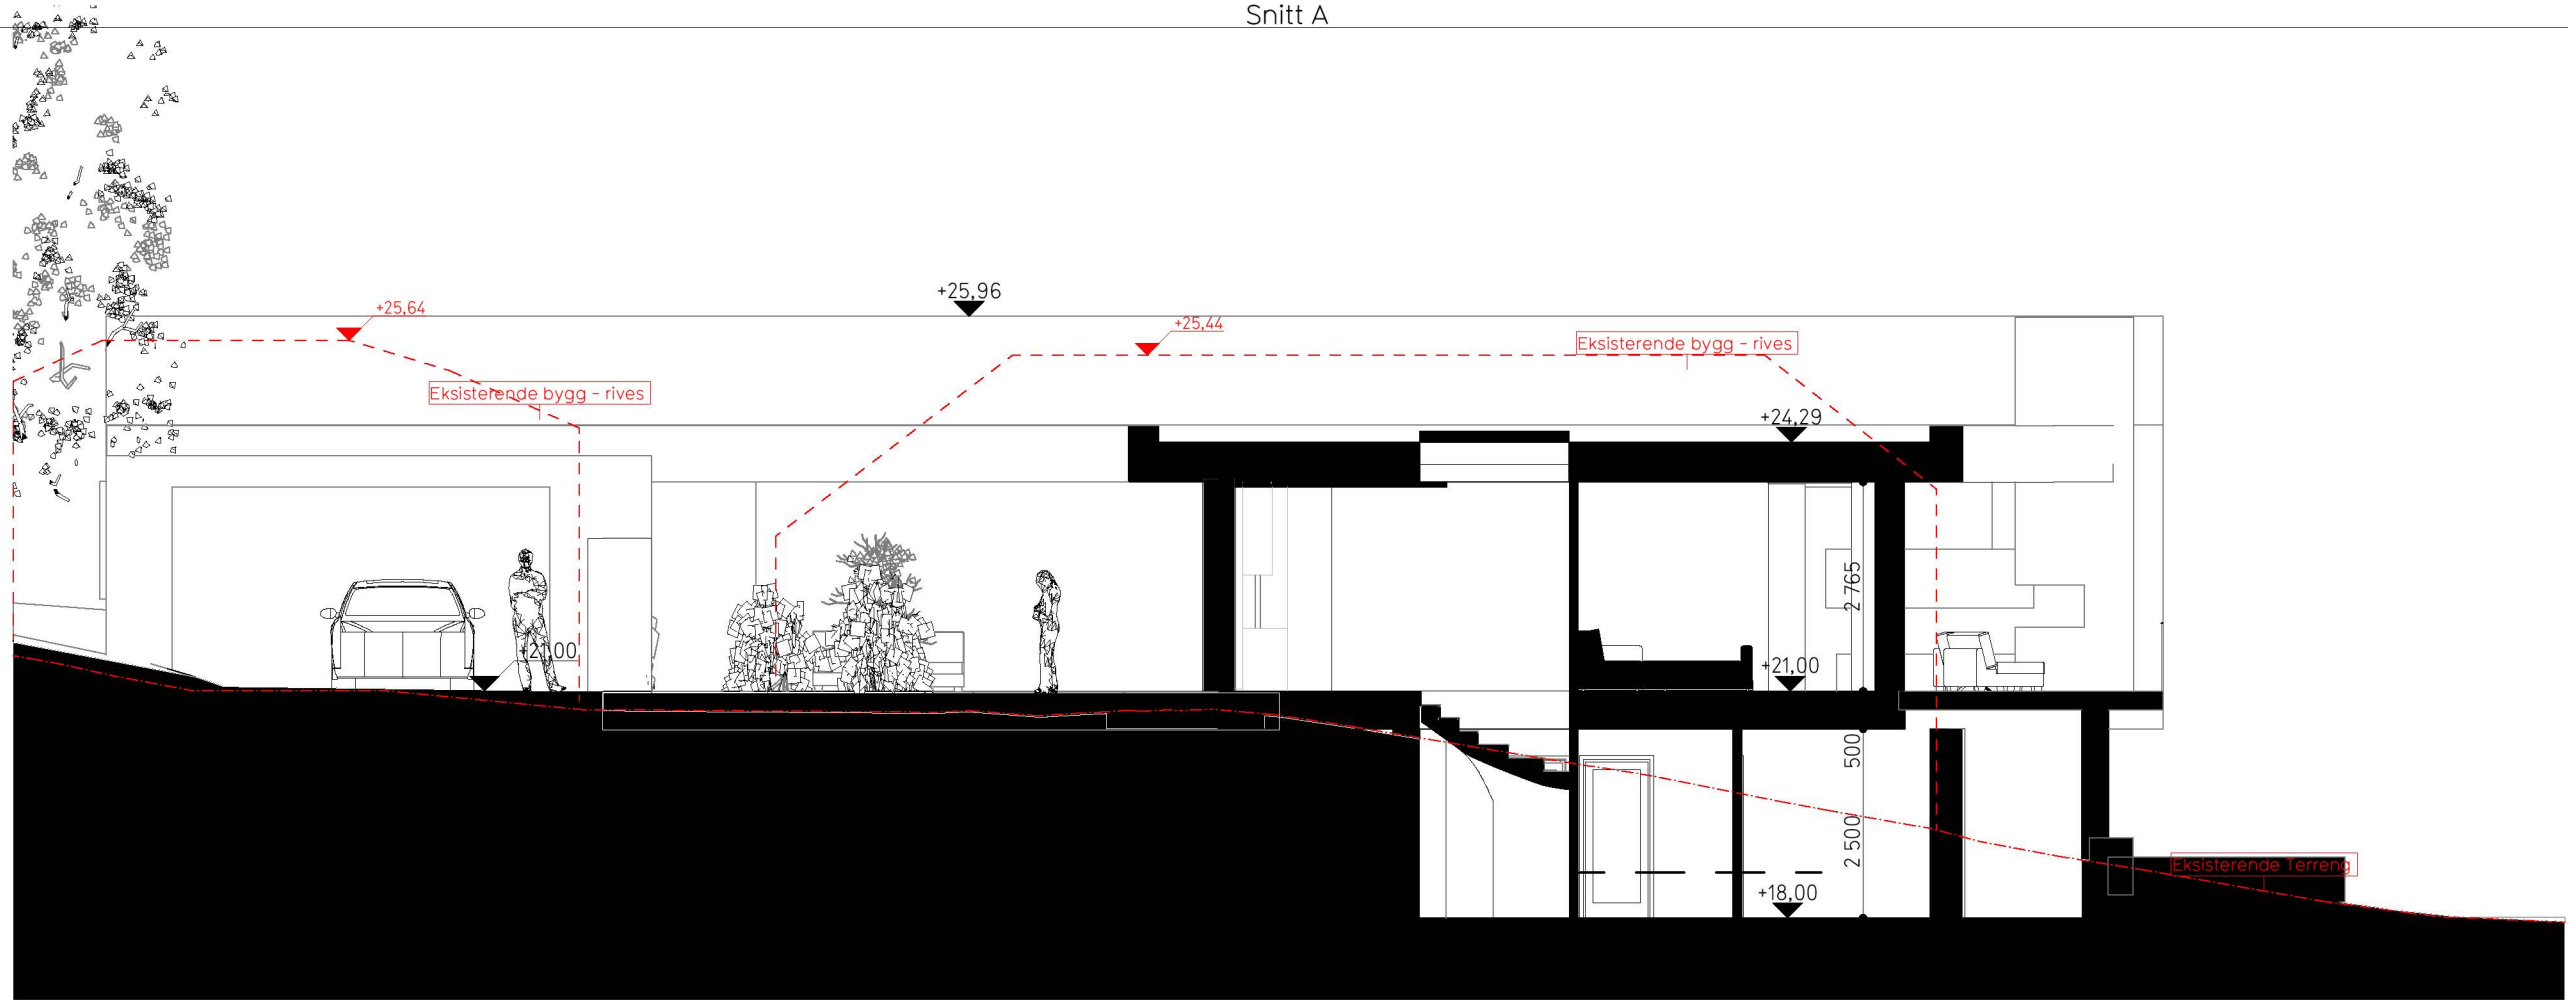 Snitt A
+25,96
+25,64
+25,44
Eksisterende bygg - rives
Eksisterende bygg - rives
+24,29
2 765
+21,00
+21,00
500
2 500
Eksisterende Terreng
+18,00